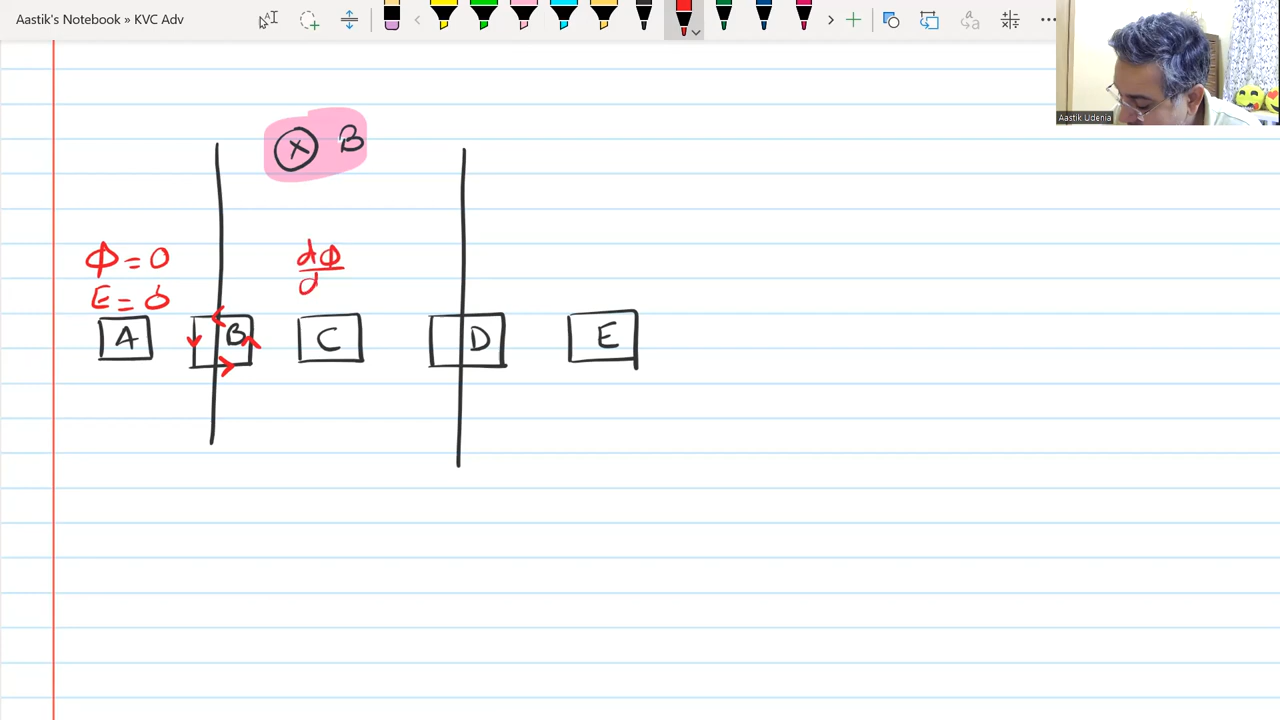 Aastik's Notebook » KVC Adv
Aastik Udenia
ⓧ B
Φ = 0
E = 0
dΦ
d
A
B
C
D
E